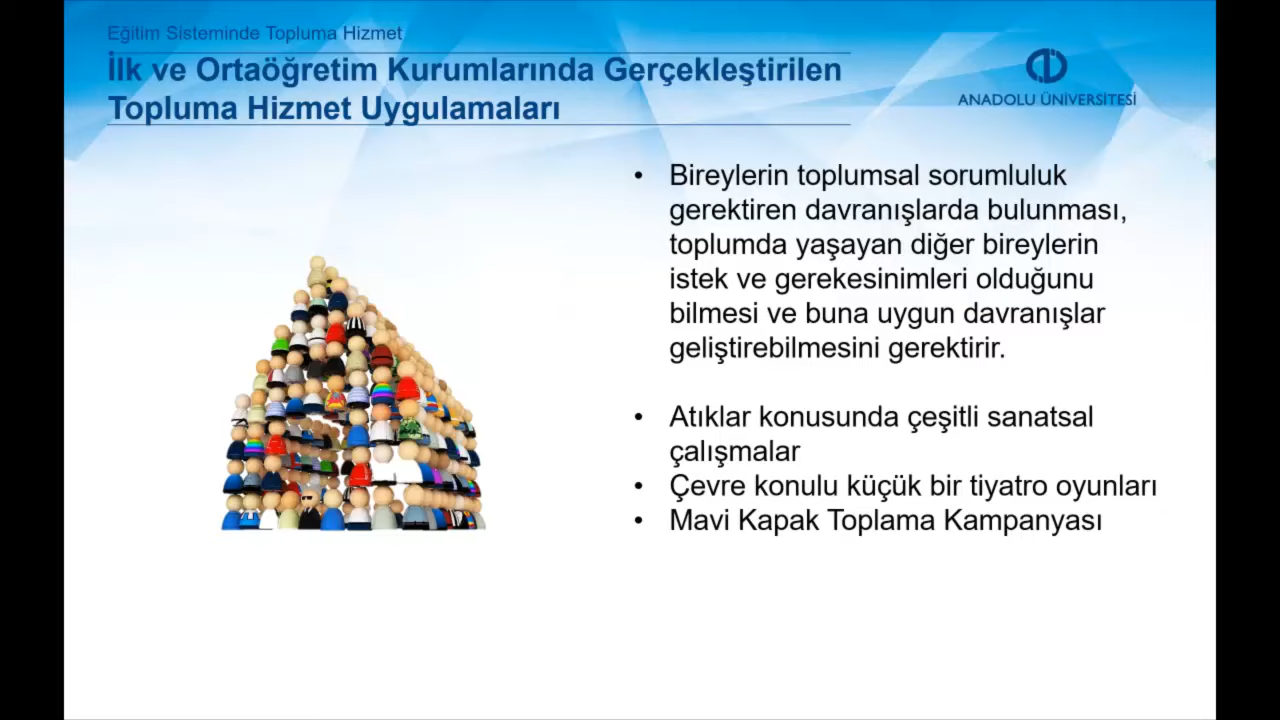 Eğitim Sisteminde Topluma Hizmet
İlk ve Ortaöğretim Kurumlarında Gerçekleştirilen
Topluma Hizmet Uygulamaları
ANADOLU ÜNİVERSİTESİ
• Bireylerin toplumsal sorumluluk
gerektiren davranışlarda bulunması,
toplumda yaşayan diğer bireylerin
istek ve gerekesinimleri olduğunu
bilmesi ve buna uygun davranışlar
geliştirebilmesini gerektirir.
• Atıklar konusunda çeşitli sanatsal
çalışmalar
• Çevre konulu küçük bir tiyatro oyunları
• Mavi Kapak Toplama Kampanyası